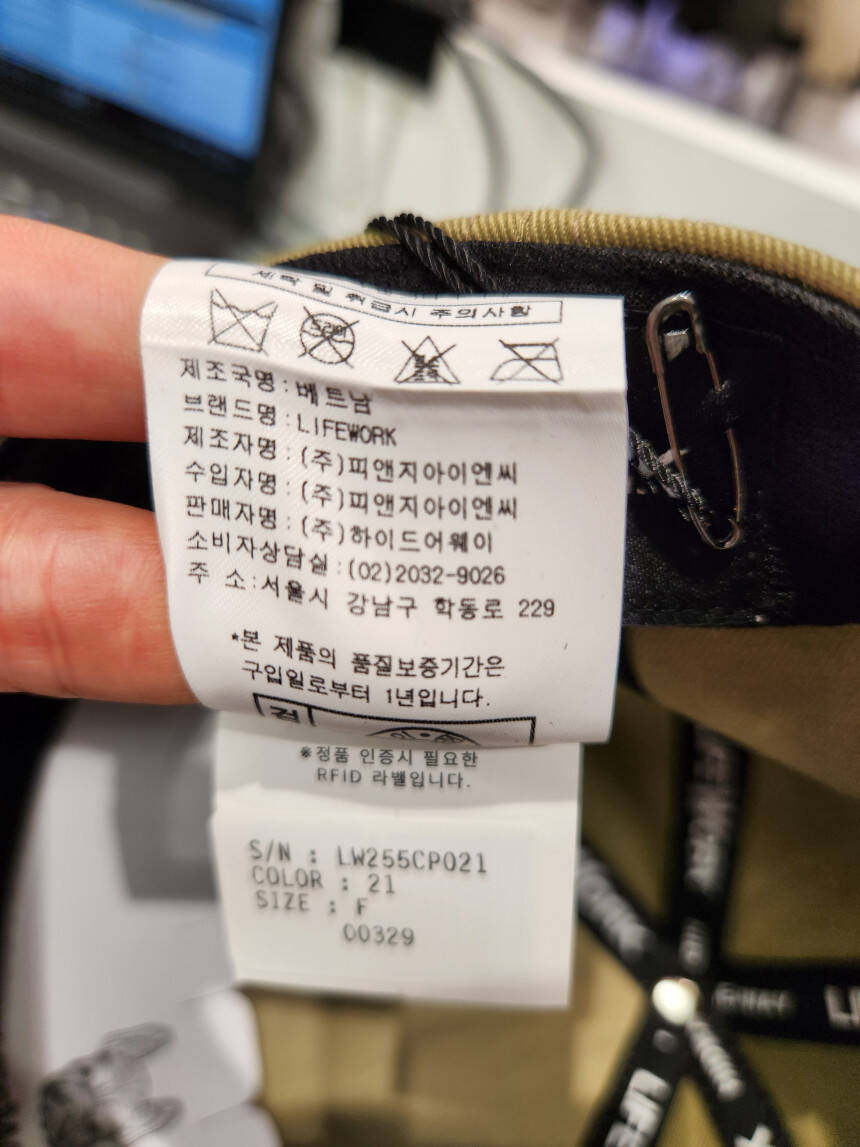 세탁 및 취급시 주의사항
제조국명:베트남
브랜드명:LIFEWORK
제조자명:(주)피앤지아이엔씨
수입자명:(주)피앤지아이엔씨
판매자명:(주)하이드어웨이
소비자상담실:(02)2032-9026
주 소:서울시 강남구 학동로 229
*본 제품의 품질보증기간은
구입일로부터 1년입니다.
※정품 인증시 필요한
RFID 라벨입니다.
S/N : LW255CP021
COLOR : 21
SIZE : F
00329
LIFE